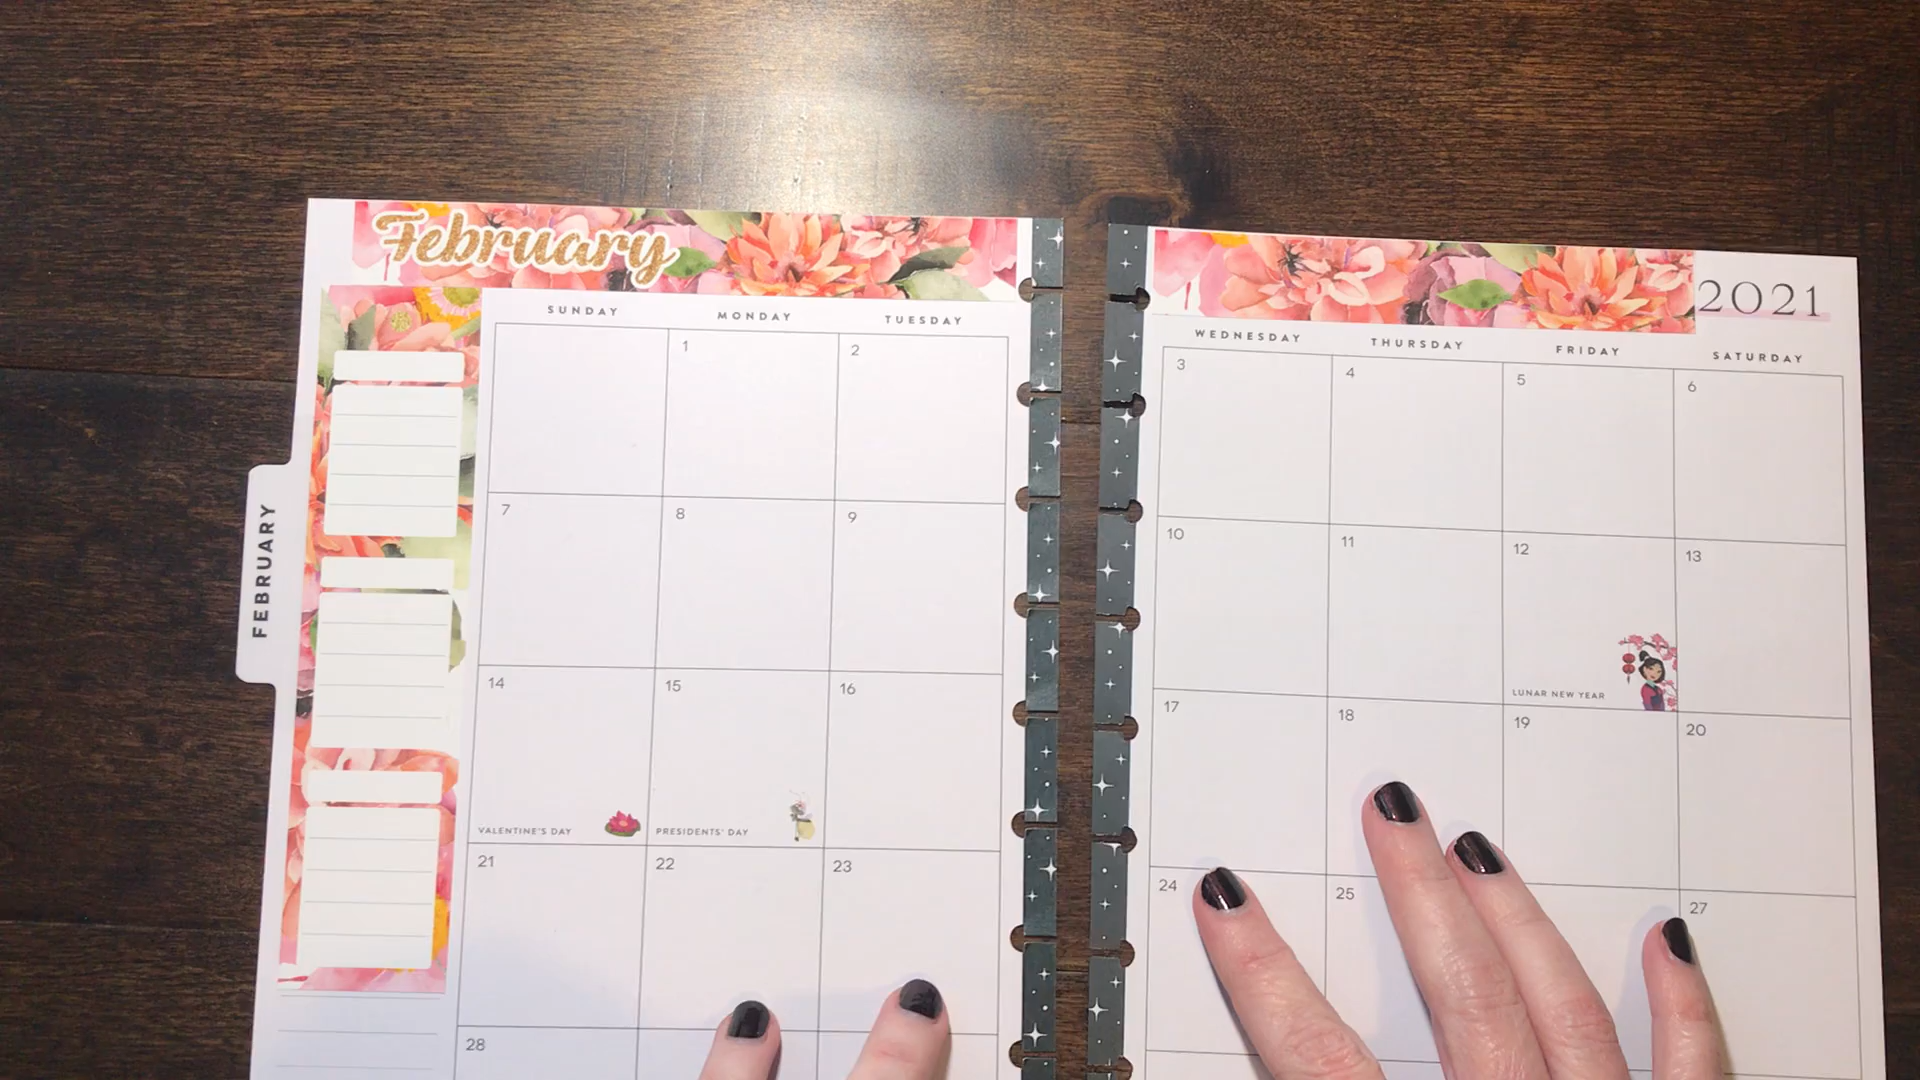 February
2021
FEBRUARY
SUNDAY MONDAY TUESDAY WEDNESDAY THURSDAY FRIDAY SATURDAY
1 2 3 4 5 6
7 8 9 10 11 12 13
LUNAR NEW YEAR
14 15 16 17 18 19 20
VALENTINE'S DAY PRESIDENTS' DAY
21 22 23 24 25 27
28